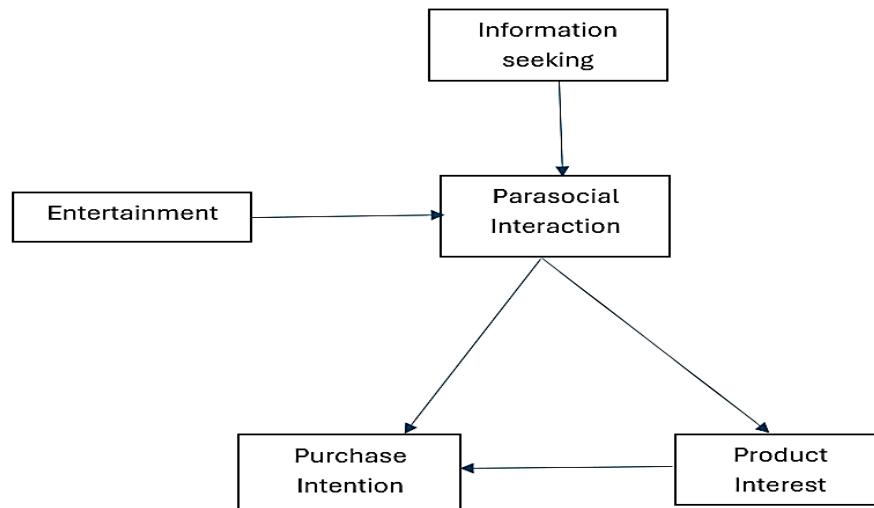 Information
seeking
Entertainment
Parasocial
Interaction
Purchase
Intention
Product
Interest